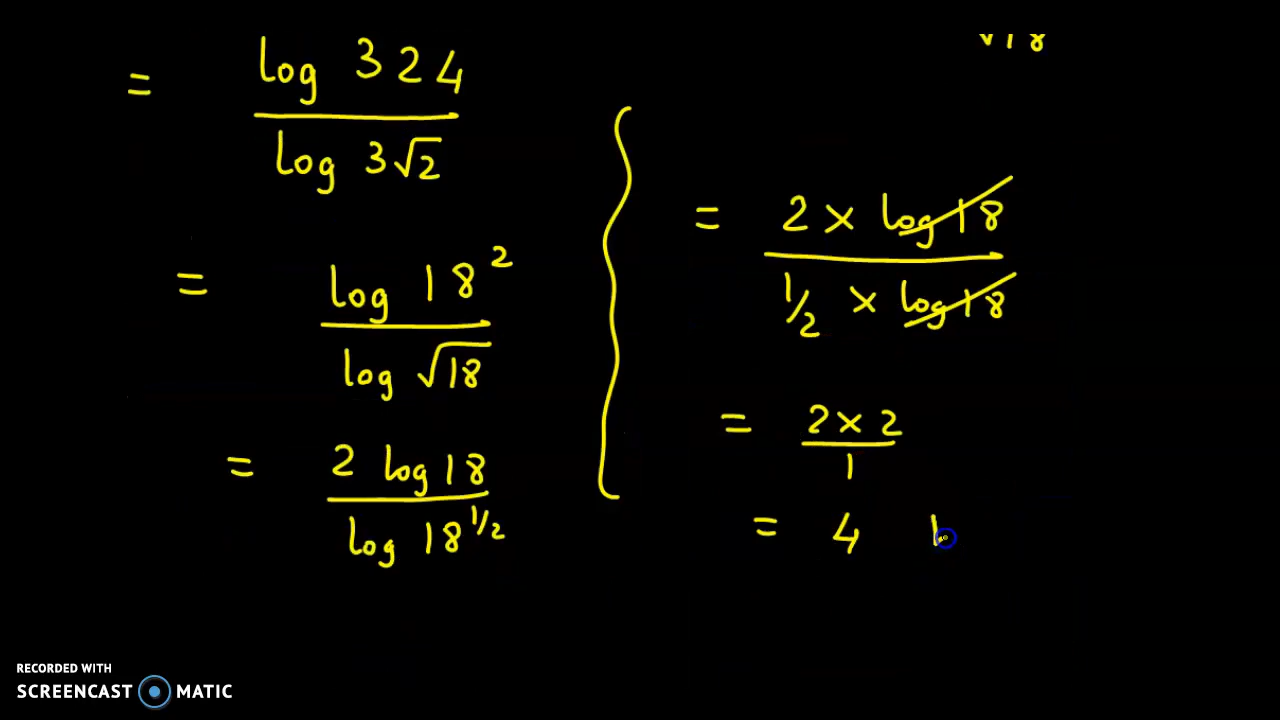 = log 324 / log 3√2
= log 18² / log √18
= 2 log 18 / log 18^1/2
√18
= 2 × log 18 / 1/2 × log 18
= 2 × 2 / 1
= 4
RECORDED WITH
SCREENCAST MATIC